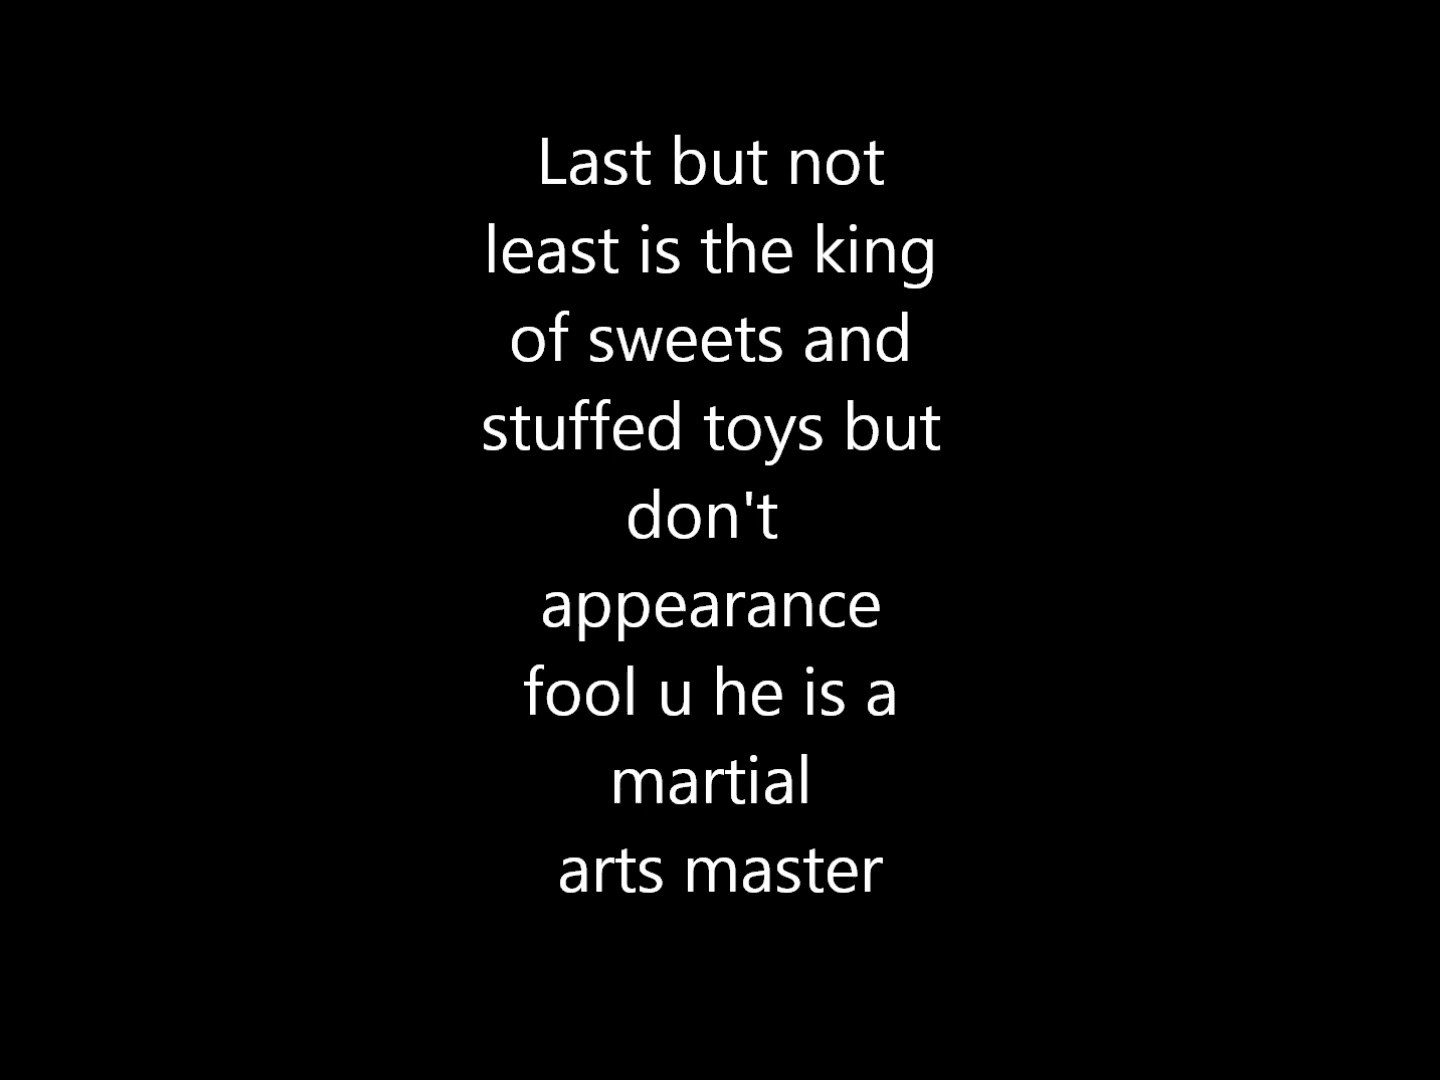 Last but not
least is the king
of sweets and
stuffed toys but
don't
appearance
fool u he is a
martial
arts master